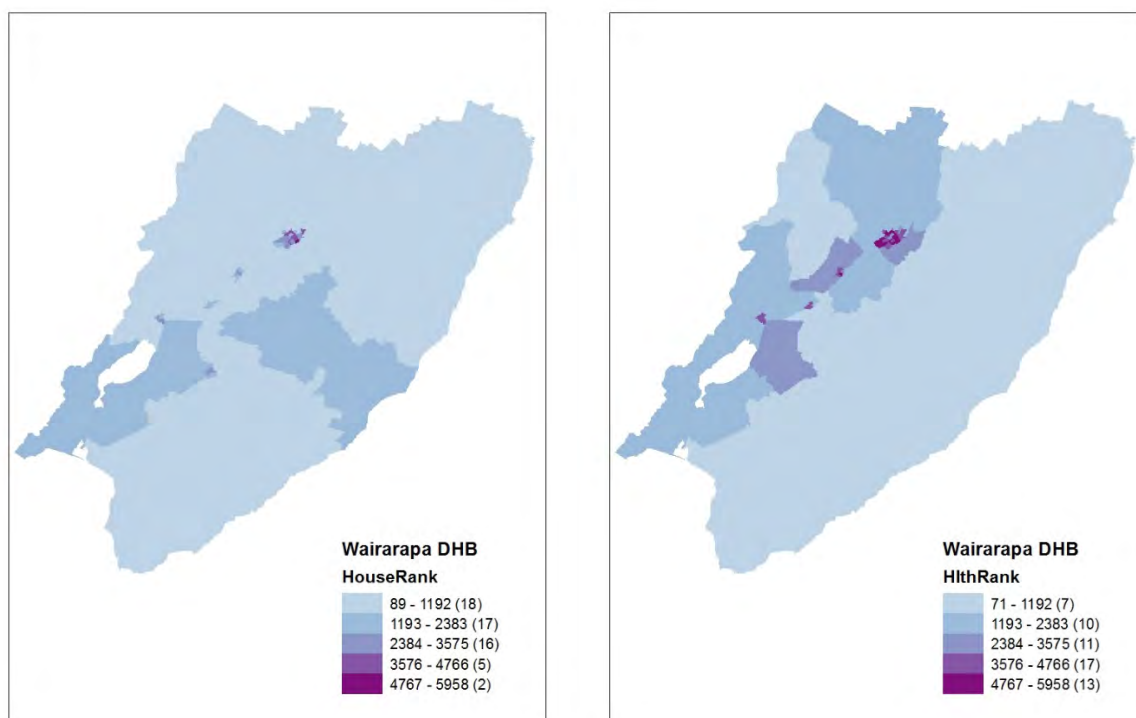 Wairarapa DHB
HouseRank
89 - 1192 (18)
1193 - 2383 (17)
2384 - 3575 (16)
3576 - 4766 (5)
4767 - 5958 (2)
Wairarapa DHB
HlthRank
71 - 1192 (7)
1193 - 2383 (10)
2384 - 3575 (11)
3576 - 4766 (17)
4767 - 5958 (13)